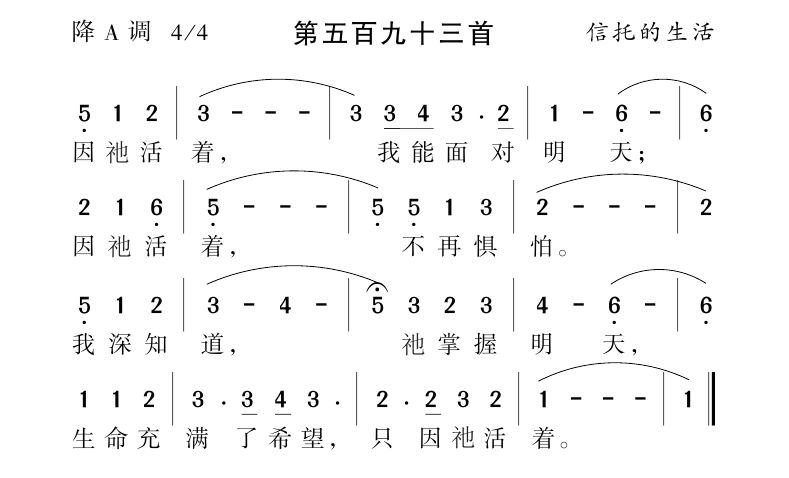 降A调 4/4 第五百九十三首 信托的生活
5 1 2 | 3 - - - | 3 3 4 3 . 2 | 1 - 6 - | 6
因祂活着， 我能面对明天；
2 1 6 | 5 - - - | 5 5 1 3 | 2 - - - | 2
因祂活着， 不再惧怕。
5 1 2 | 3 - 4 - | 5 3 2 3 | 4 - 6 - | 6
我深知道， 祂掌握明天，
1 1 2 | 3 . 3 4 3 . | 2 . 2 3 2 | 1 - - - | 1
生命充满了希望，只因祂活着。